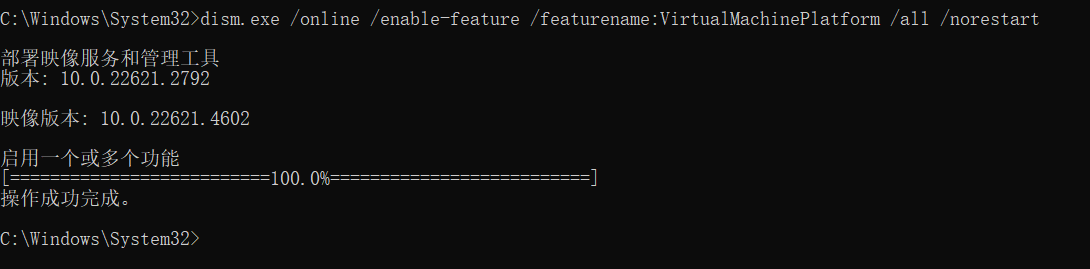 C:\Windows\System32>dism.exe /online /enable-feature /featurename:VirtualMachinePlatform /all /norestart
部署映像服务和管理工具
版本: 10.0.22621.2792
映像版本: 10.0.22621.4602
启用一个或多个功能
[==========================100.0%==========================]
操作成功完成。
C:\Windows\System32>